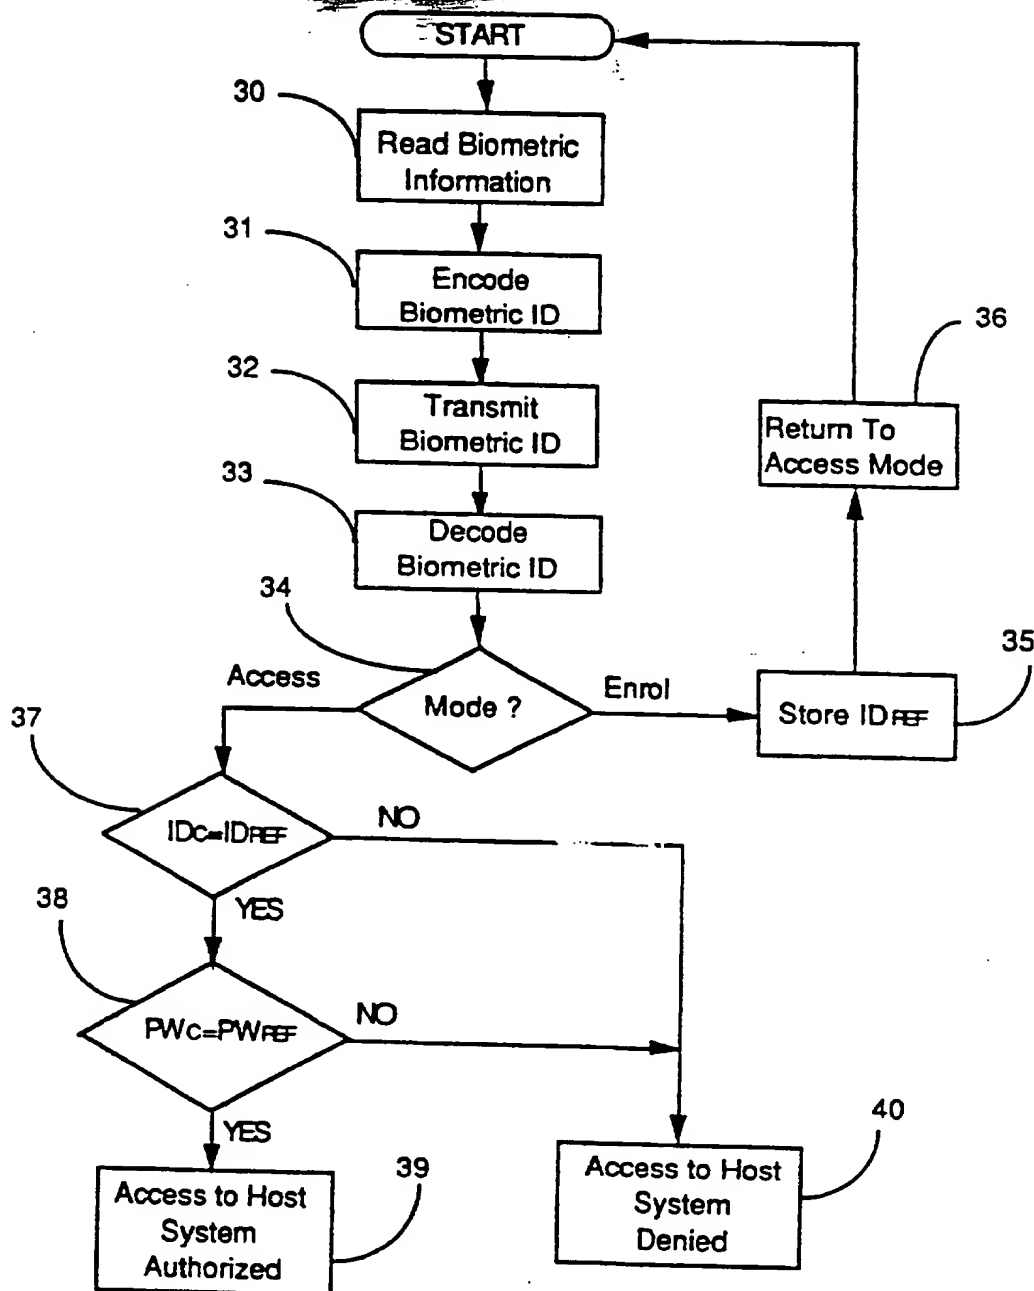 START
30
Read Biometric
Information
31
Encode
Biometric ID
32
Transmit
Biometric ID
33
Decode
Biometric ID
36
Return To
Access Mode
34
Mode ?
Access
Enrol
35
Store IDREF
37
IDC=IDREF
NO
YES
38
PWC=PWREF
NO
YES
39
Access to Host
System
Authorized
40
Access to Host
System
Denied